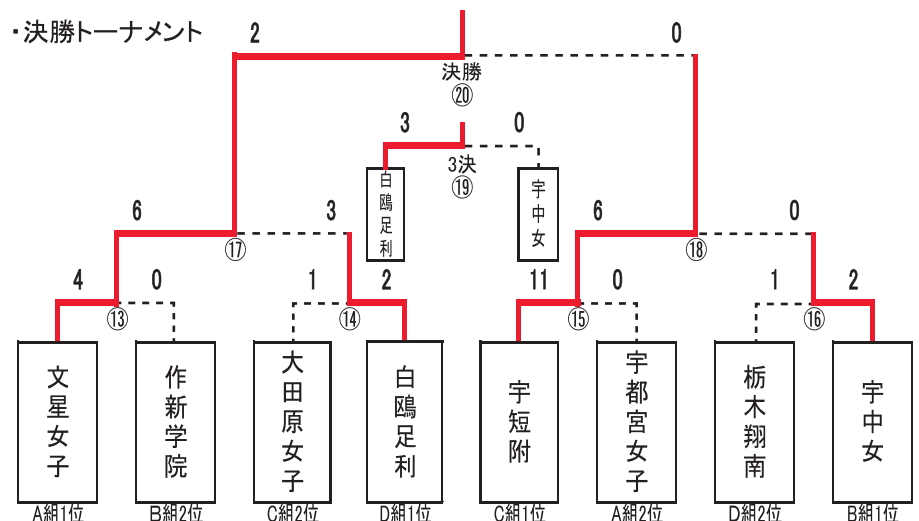 ・決勝トーナメント
2
0
決勝
⑳
3
0
3決
⑲
白鴎足利
宇中女
6
3
6
0
⑰
⑱
4
0
1
2
11
0
1
2
⑬
⑭
⑮
⑯
文星女子
作新学院
大田原女子
白鴎足利
宇短附
宇都宮女子
栃木翔南
宇中女
A組1位
B組2位
C組2位
D組1位
C組1位
A組2位
D組2位
B組1位